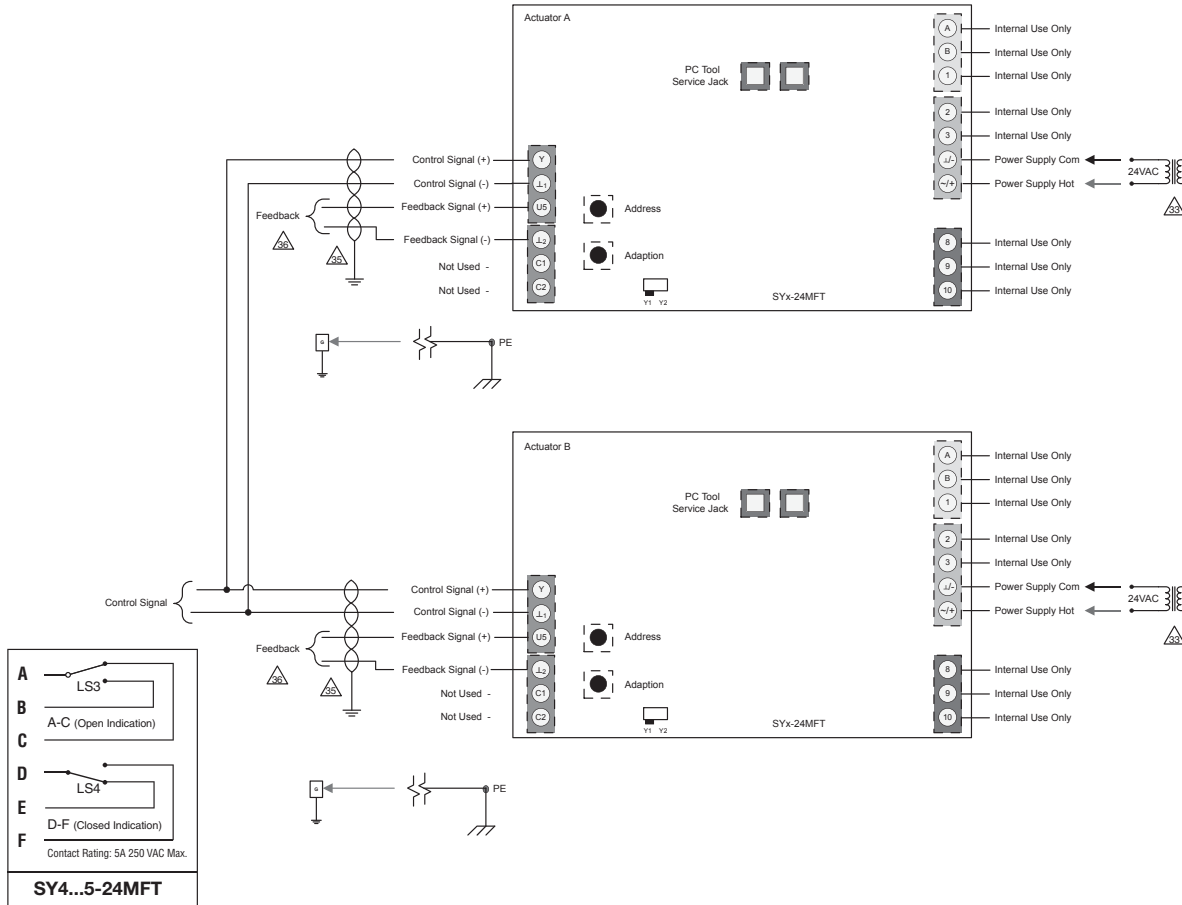 Actuator A
PC Tool
Service Jack
A
Internal Use Only
B
Internal Use Only
1
Internal Use Only
2
Internal Use Only
3
Internal Use Only
⊥/-
Power Supply Com
~/+
Power Supply Hot
24VAC
33
8
Internal Use Only
9
Internal Use Only
10
Internal Use Only
Control Signal (+)
Y
Control Signal (-)
⊥1
Feedback Signal (+)
U5
Feedback
36
35
Feedback Signal (-)
⊥2
Not Used -
C1
Not Used -
C2
Address
Adaption
Y1 Y2
SYx-24MFT
G
PE
Actuator B
PC Tool
Service Jack
A
Internal Use Only
B
Internal Use Only
1
Internal Use Only
2
Internal Use Only
3
Internal Use Only
⊥/-
Power Supply Com
~/+
Power Supply Hot
24VAC
33
8
Internal Use Only
9
Internal Use Only
10
Internal Use Only
Control Signal
Control Signal (+)
Y
Control Signal (-)
⊥1
Feedback Signal (+)
U5
Feedback
36
35
Feedback Signal (-)
⊥2
Not Used -
C1
Not Used -
C2
Address
Adaption
Y1 Y2
SYx-24MFT
G
PE
A
LS3
B
A-C (Open Indication)
C
D
LS4
E
D-F (Closed Indication)
F
Contact Rating: 5A 250 VAC Max.
SY4...5-24MFT